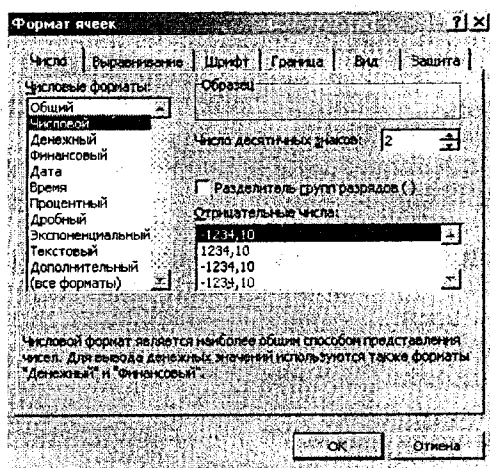 Формат ячеек ? ×
Число Выравнивание Шрифт Граница Вид Защита
Числовые форматы:
Образец
Общий
Числовой
Денежный
Финансовый
Дата
Время
Процентный
Дробный
Экспоненциальный
Текстовый
Дополнительный
(все форматы)
Число десятичных знаков: 2
Разделитель групп разрядов ( )
Отрицательные числа:
-1234,10
1234,10
-1234,10
-1234,10
Числовой формат является наиболее общим способом представления
чисел. Для вывода денежных значений используются также форматы
"Денежный" и "Финансовый".
OK Отмена